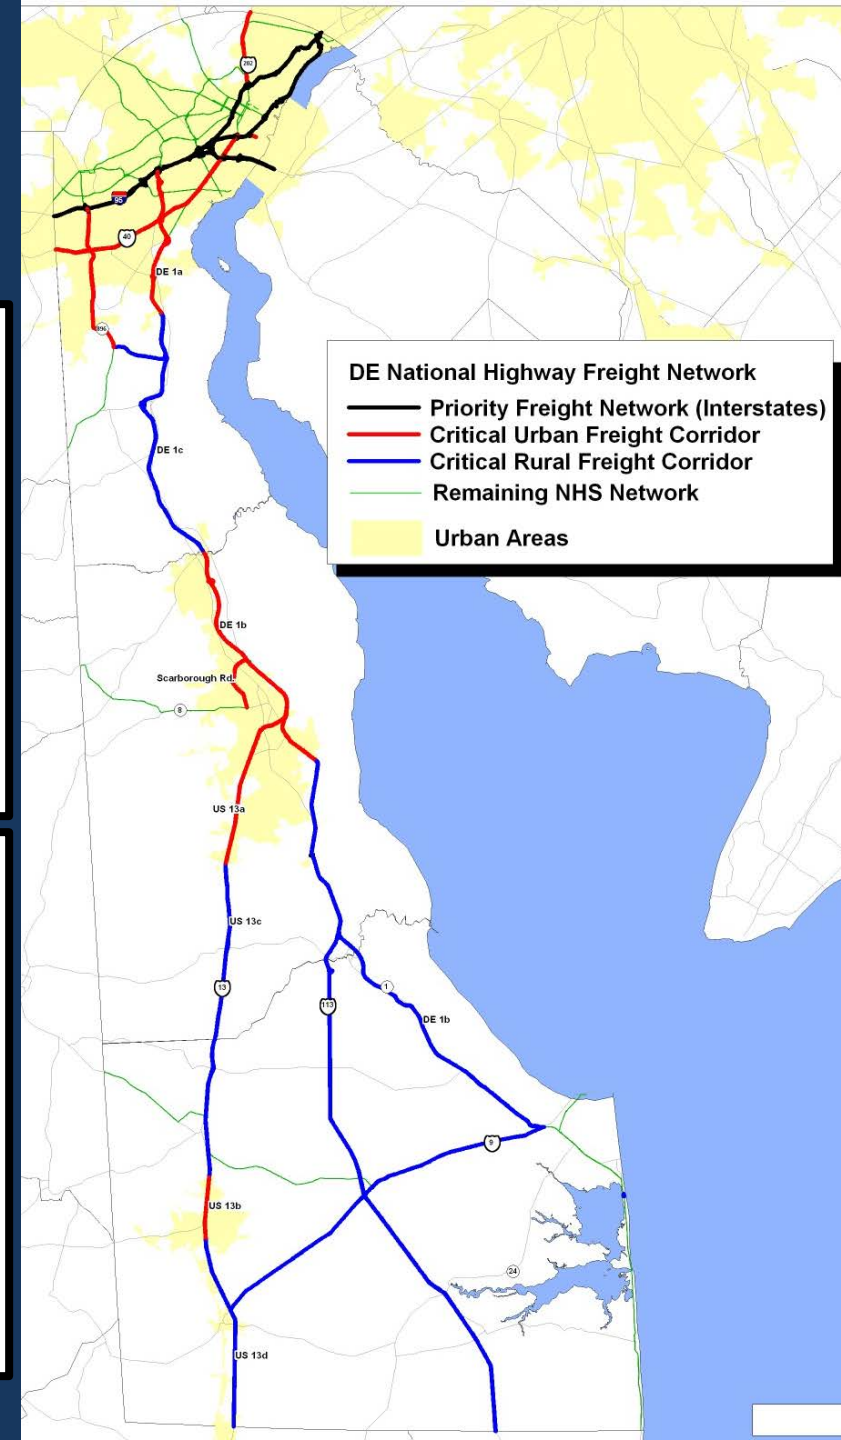 202
95
40
DE 1a
896
DE National Highway Freight Network
Priority Freight Network (Interstates)
Critical Urban Freight Corridor
Critical Rural Freight Corridor
Remaining NHS Network
Urban Areas
DE 1c
DE 1b
Scarborough Rd.
8
US 13a
US 13c
13
1
113
DE 1b
9
US 13b
24
US 13d